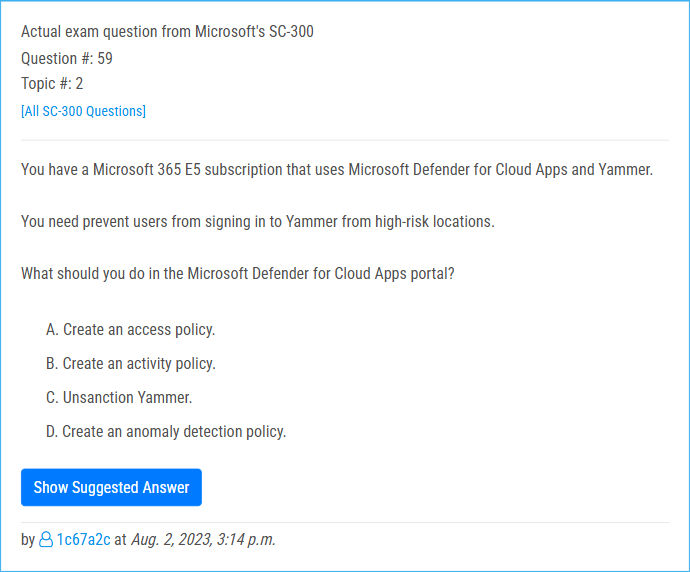 Actual exam question from Microsoft's SC-300
Question #: 59
Topic #: 2
[All SC-300 Questions]
You have a Microsoft 365 E5 subscription that uses Microsoft Defender for Cloud Apps and Yammer.
You need prevent users from signing in to Yammer from high-risk locations.
What should you do in the Microsoft Defender for Cloud Apps portal?
A. Create an access policy.
B. Create an activity policy.
C. Unsanction Yammer.
D. Create an anomaly detection policy.
Show Suggested Answer
by 1c67a2c at Aug. 2, 2023, 3:14 p.m.